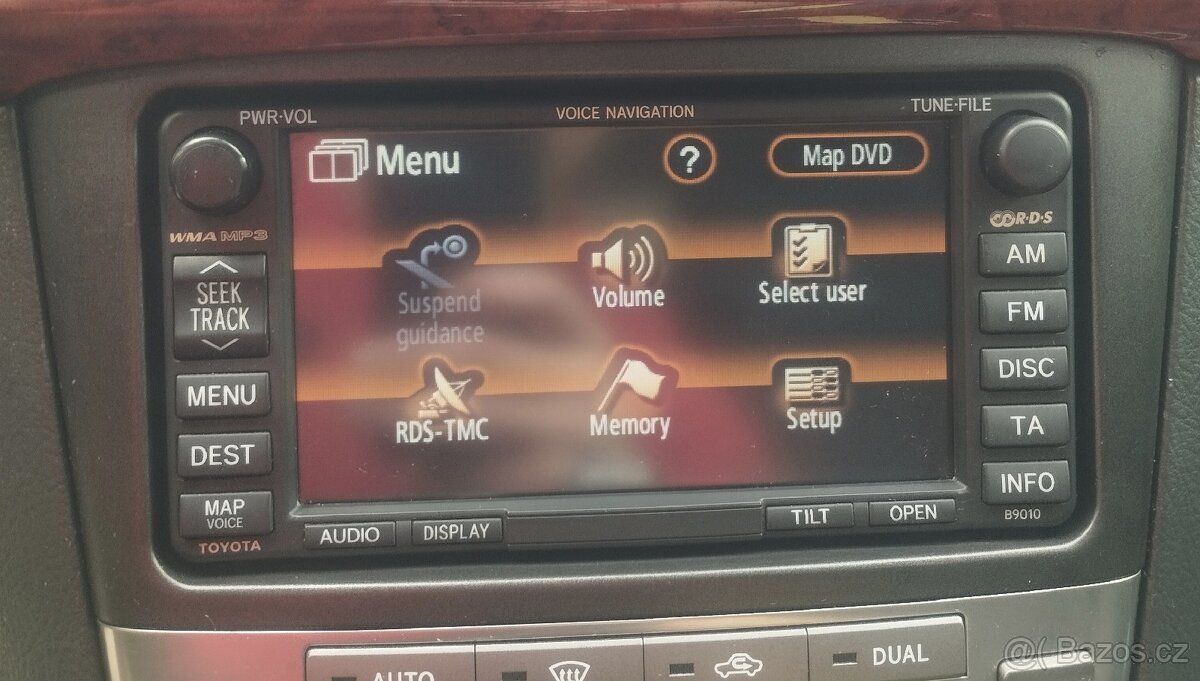 PWR·VOL
VOICE NAVIGATION
TUNE·FILE
Menu
?
Map DVD
WMA MP3
R·D·S
SEEK
TRACK
AM
Suspend
guidance
Volume
Select user
FM
DISC
MENU
RDS-TMC
Memory
Setup
TA
DEST
INFO
MAP
VOICE
B9010
TOYOTA
AUDIO
DISPLAY
TILT
OPEN
AUTO
DUAL
@( Bazos.cz